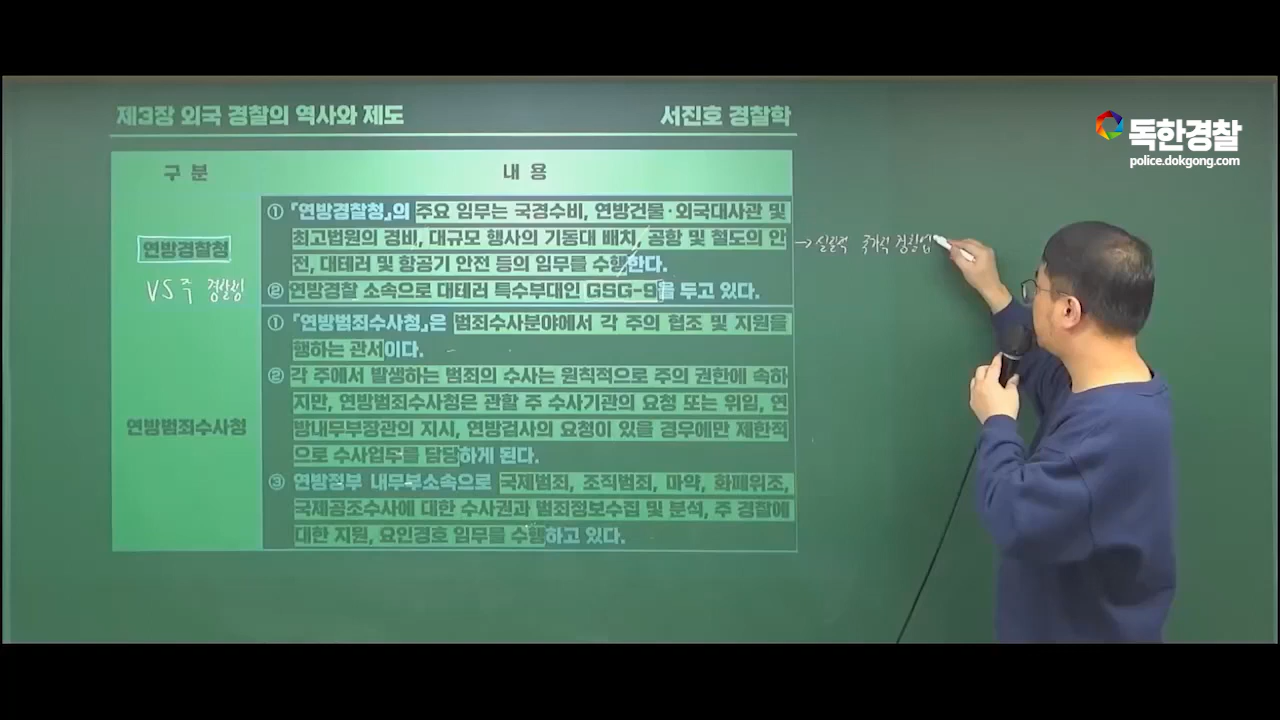 제3장 외국 경찰의 역사와 제도
서진호 경찰학
독한경찰
police.dokgong.com
구 분
내 용
연방경찰청
VS 주 경찰청
① 「연방경찰청」의 주요 임무는 국경수비, 연방건물·외국대사관 및
최고법원의 경비, 대규모 행사의 기동대 배치, 공항 및 철도의 안
전, 대테러 및 항공기 안전 등의 임무를 수행한다.
② 연방경찰 소속으로 대테러 특수부대인 GSG-9을 두고 있다.
→ 국가적
연방범죄수사청
① 「연방범죄수사청」은 범죄수사분야에서 각 주의 협조 및 지원을
행하는 관서이다.
② 각 주에서 발생하는 범죄의 수사는 원칙적으로 주의 권한에 속하
지만, 연방범죄수사청은 관할 주 수사기관의 요청 또는 위임, 연
방내무부장관의 지시, 연방검사의 요청이 있을 경우에만 제한적
으로 수사업무를 담당하게 된다.
③ 연방정부 내무부소속으로 국제범죄, 조직범죄, 마약, 화폐위조,
국제공조수사에 대한 수사권과 범죄정보수집 및 분석, 주 경찰에
대한 지원, 요인경호 임무를 수행하고 있다.